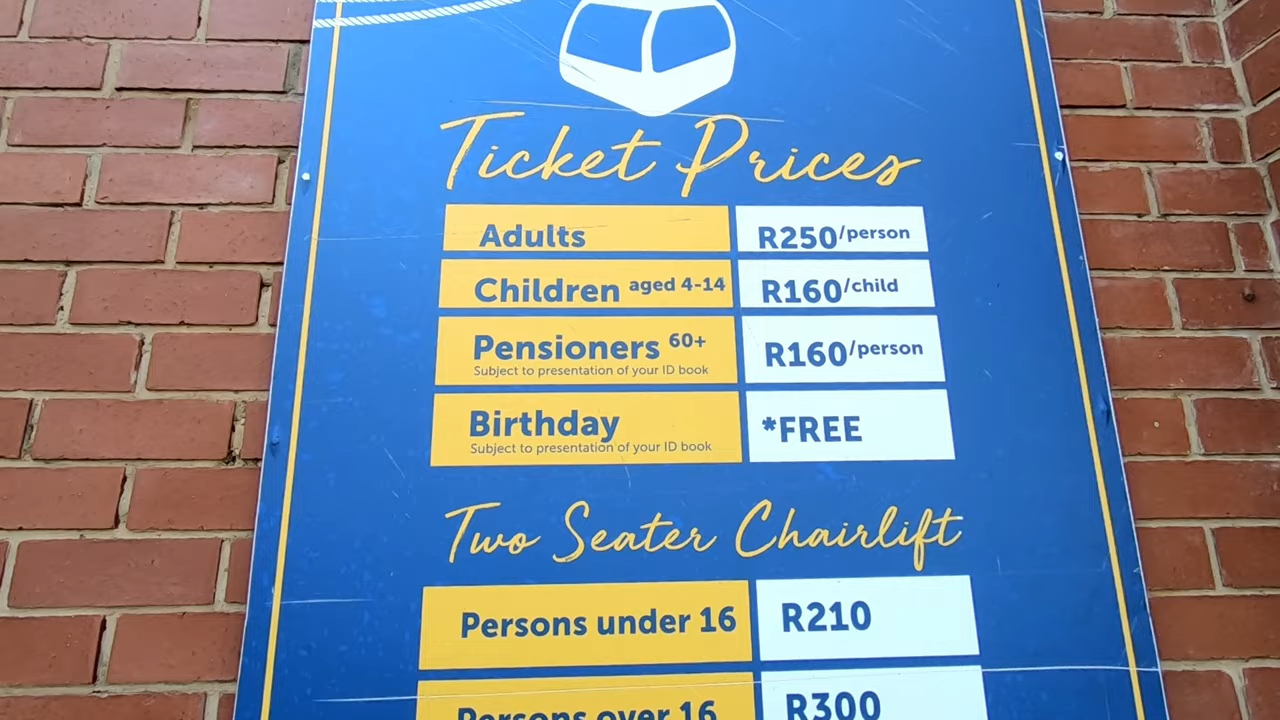 Ticket Prices
Adults R250/person
Children aged 4-14 R160/child
Pensioners 60+ R160/person
Subject to presentation of your ID book
Birthday *FREE
Subject to presentation of your ID book
Two Seater Chairlift
Persons under 16 R210
Persons over 16 R300